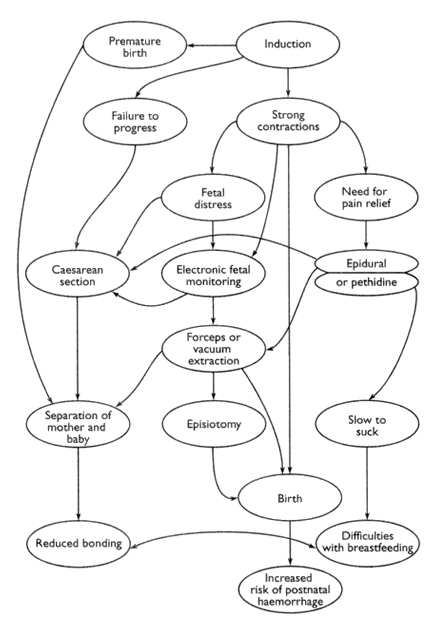 Premature
birth
Induction
Failure to
progress
Strong
contractions
Fetal
distress
Need for
pain relief
Caesarean
section
Electronic fetal
monitoring
Epidural
or pethidine
Forceps or
vacuum
extraction
Separation of
mother and
baby
Episiotomy
Slow to
suck
Birth
Reduced bonding
Difficulties
with breastfeeding
Increased
risk of postnatal
haemorrhage